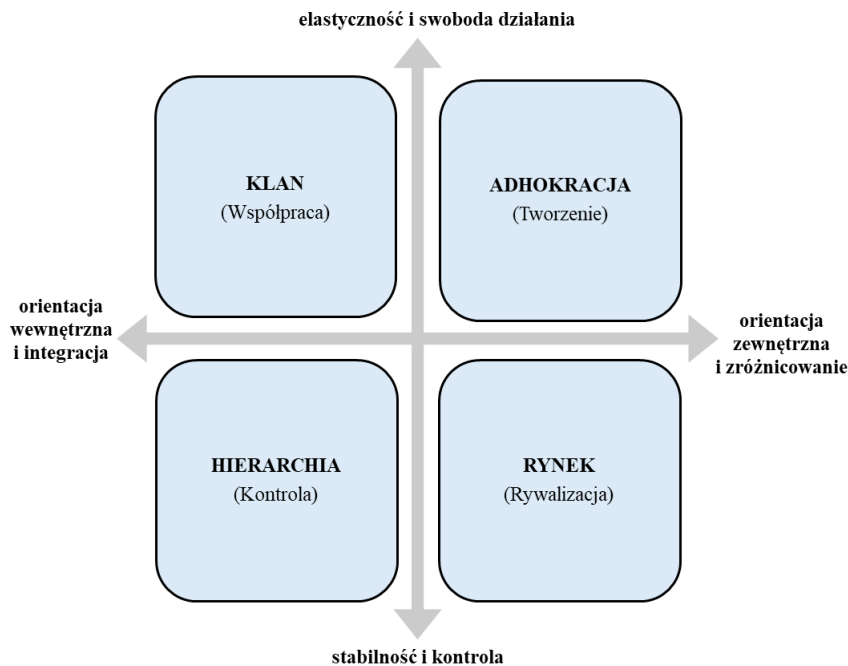 elastyczność i swoboda działania
KLAN
(Współpraca)
ADHOKRACJA
(Tworzenie)
orientacja
wewnętrzna
i integracja
orientacja
zewnętrzna
i zróżnicowanie
HIERARCHIA
(Kontrola)
RYNEK
(Rywalizacja)
stabilność i kontrola